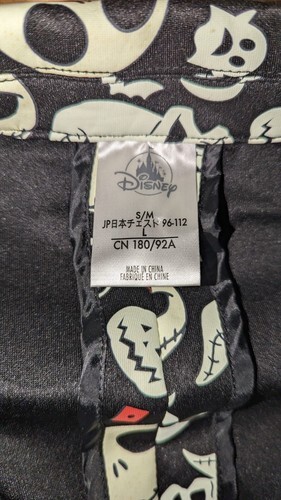 Disney
S/M
JP日本チェスト 96-112
L
CN 180/92A
MADE IN CHINA
FABRIQUÉ EN CHINE